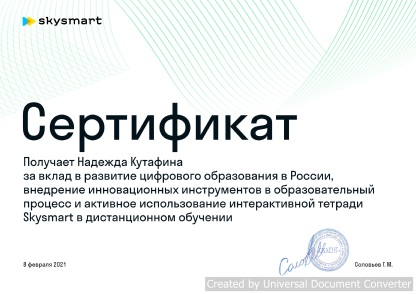 skysmart
Сертификат
Получает Надежда Кутафина
за вклад в развитие цифрового образования в России,
внедрение инновационных инструментов в образовательный
процесс и активное использование интерактивной тетради
Skysmart в дистанционном обучении
8 февраля 2021
Соловьев Г.М.
Created by Universal Document Converter